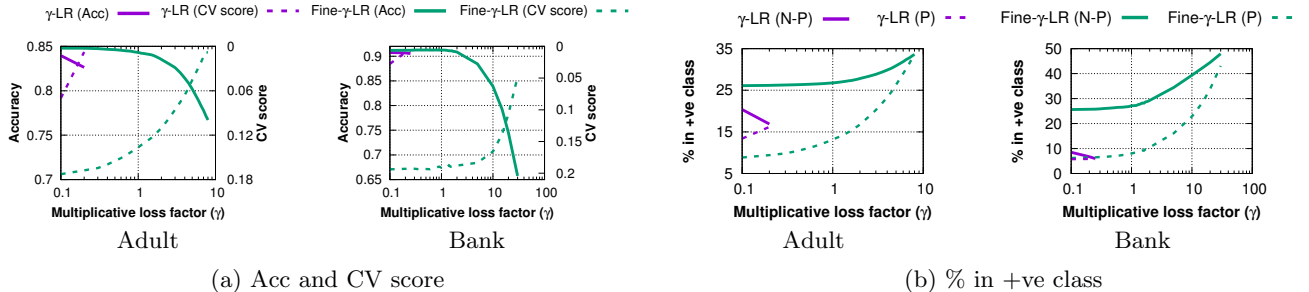 γ-LR (Acc) γ-LR (CV score) Fine-γ-LR (Acc) Fine-γ-LR (CV score)
0.85 0.8 0.75 0.7
Accuracy
0 0.06 0.12 0.18
CV score
0.1 1 10
Multiplicative loss factor (γ)
Adult
0.9 0.85 0.8 0.75 0.7 0.65
Accuracy
0 0.05 0.1 0.15 0.2
CV score
0.1 1 10 100
Multiplicative loss factor (γ)
Bank
(a) Acc and CV score
γ-LR (N-P) γ-LR (P) Fine-γ-LR (N-P) Fine-γ-LR (P)
35 25 15 5
% in +ve class
0.1 1 10
Multiplicative loss factor (γ)
Adult
50 40 30 20 10 0
% in +ve class
0.1 1 10 100
Multiplicative loss factor (γ)
Bank
(b) % in +ve class